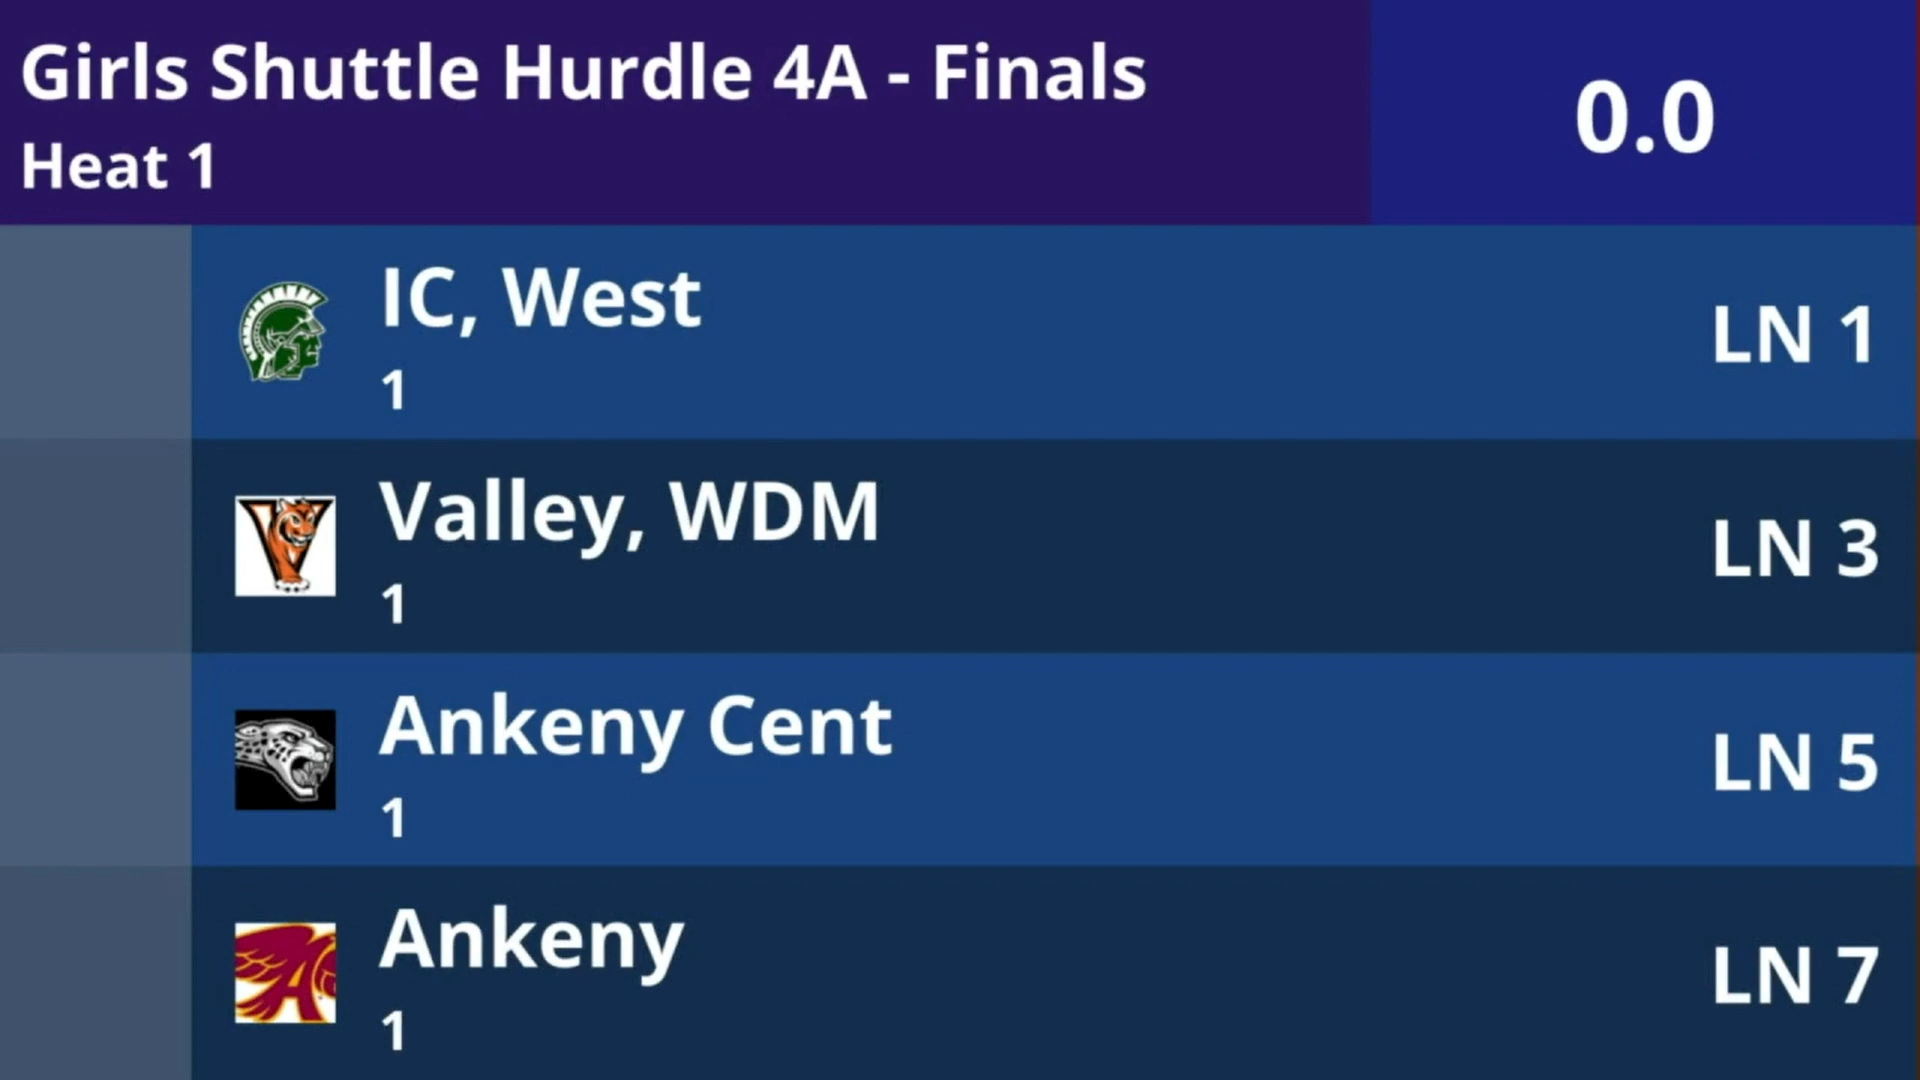 Girls Shuttle Hurdle 4A - Finals
Heat 1
0.0
IC, West
1
LN 1
Valley, WDM
1
LN 3
Ankeny Cent
1
LN 5
Ankeny
1
LN 7